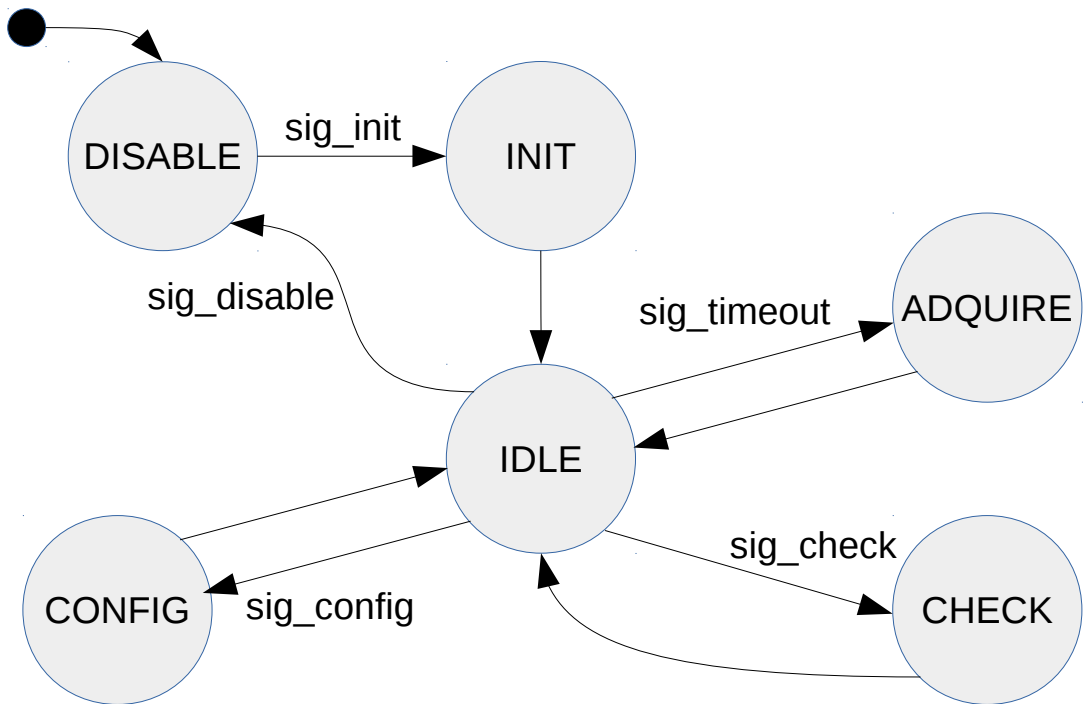 sig_init
DISABLE
INIT
sig_disable
sig_timeout
ADQUIRE
IDLE
sig_check
CONFIG
sig_config
CHECK